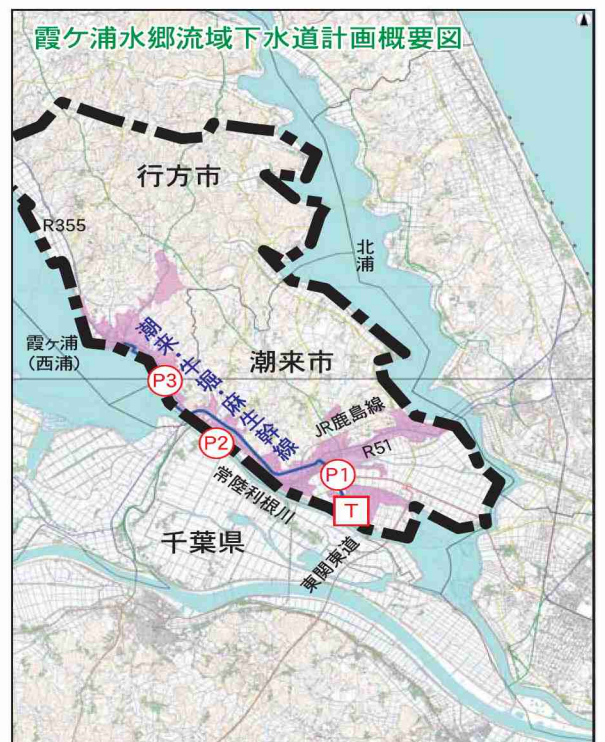 霞ケ浦水郷流域下水道計画概要図
行方市
R355
北浦
霞ヶ浦
(西浦)
潮来・牛堀・麻生幹線
潮来市
P3
JR鹿島線
P2
R51
P1
常陸利根川
T
千葉県
東関東道